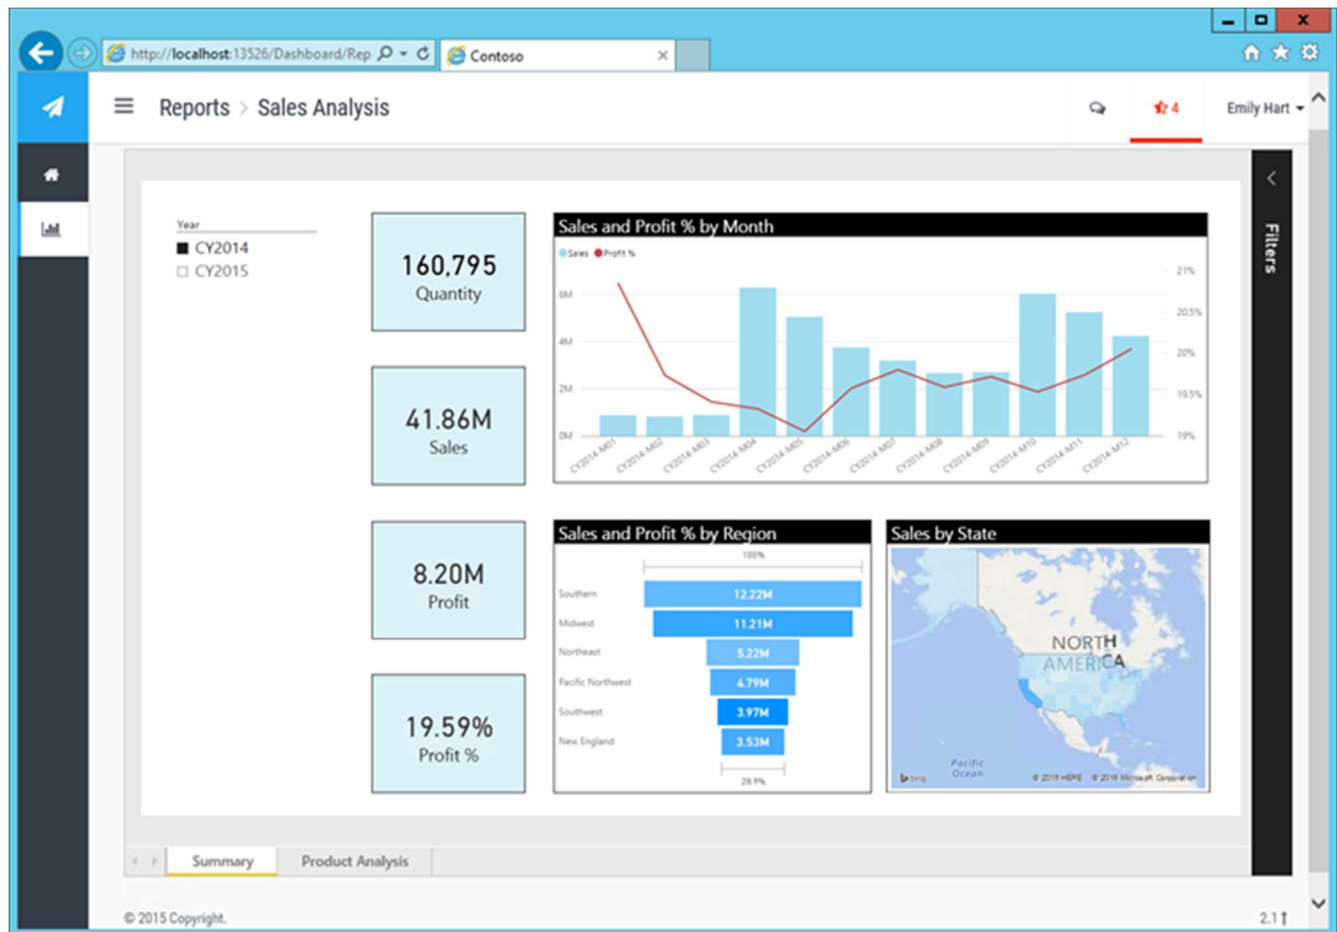 http://localhost:13526/Dashboard/Rep
Contoso
Reports > Sales Analysis
4
Emily Hart
Filters
Year
CY2014
CY2015
160,795
Quantity
41.86M
Sales
8.20M
Profit
19.59%
Profit %
Sales and Profit % by Month
Sales Profit %
6M
4M
2M
0M
21%
20.5%
20%
19.5%
19%
CY2014-M01
CY2014-M02
CY2014-M03
CY2014-M04
CY2014-M05
CY2014-M06
CY2014-M07
CY2014-M08
CY2014-M09
CY2014-M10
CY2014-M11
CY2014-M12
Sales and Profit % by Region
100%
Southern 12.22M
Midwest 11.21M
Northeast 5.22M
Pacific Northwest 4.79M
Southwest 3.97M
New England 3.53M
28.9%
Sales by State
NORTH
AMERICA
Pacific
Ocean
bing
Microsoft Corporation
Summary
Product Analysis
© 2015 Copyright.
2.1